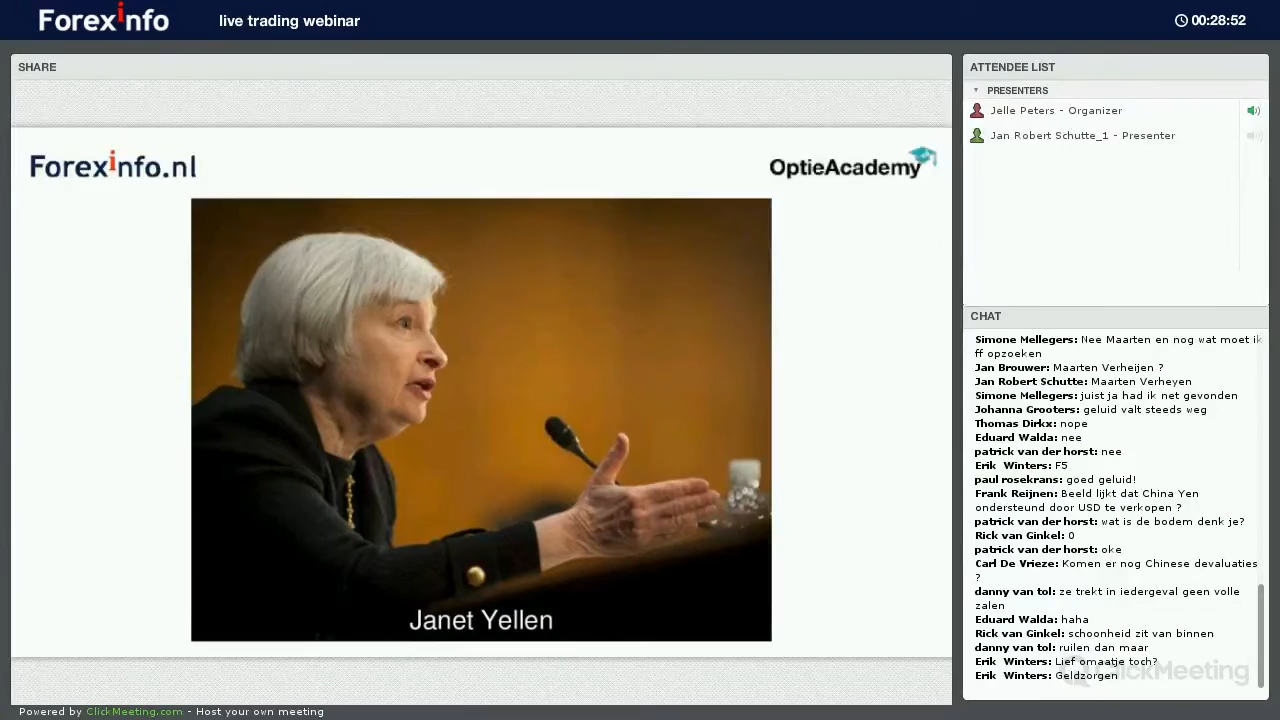 Forexinfo
live trading webinar
00:28:52
SHARE
Forexinfo.nl
OptieAcademy
Janet Yellen
ATTENDEE LIST
PRESENTERS
Jelle Peters - Organizer
Jan Robert Schutte_1 - Presenter
CHAT
Simone Mellegers: Nee Maarten en nog wat moet ik
ff opzoeken
Jan Brouwer: Maarten Verheijen ?
Jan Robert Schutte: Maarten Verheyen
Simone Mellegers: juist ja had ik net gevonden
Johanna Grooters: geluid valt steeds weg
Thomas Dirkx: nope
Eduard Walda: nee
patrick van der horst: nee
Erik Winters: F5
paul rosekrans: goed geluid!
Frank Reijnen: Beeld lijkt dat China Yen
ondersteund door USD te verkopen ?
patrick van der horst: wat is de bodem denk je?
Rick van Ginkel: 0
patrick van der horst: oke
Carl De Vrieze: Komen er nog Chinese devaluaties
?
danny van tol: ze trekt in iedergeval geen volle
zalen
Eduard Walda: haha
Rick van Ginkel: schoonheid zit van binnen
danny van tol: ruilen dan maar
Erik Winters: Lief omaatje toch?
Erik Winters: Geldzorgen
ClickMeeting
Powered by ClickMeeting.com - Host your own meeting